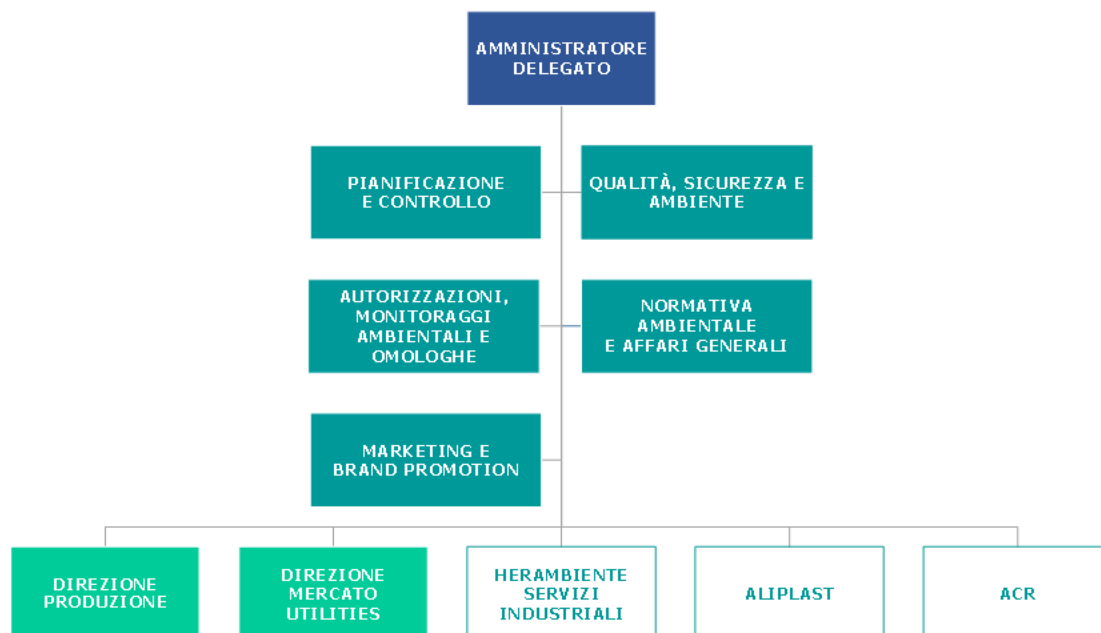 AMMINISTRATORE
DELEGATO
PIANIFICAZIONE
E CONTROLLO
QUALITÀ, SICUREZZA E
AMBIENTE
AUTORIZZAZIONI,
MONITORAGGI
AMBIENTALI E
OMOLOGHE
NORMATIVA
AMBIENTALE
E AFFARI GENERALI
MARKETING E
BRAND PROMOTION
DIREZIONE
PRODUZIONE
DIREZIONE
MERCATO
UTILITIES
HERAMBIENTE
SERVIZI
INDUSTRIALI
ALIPLAST
ACR